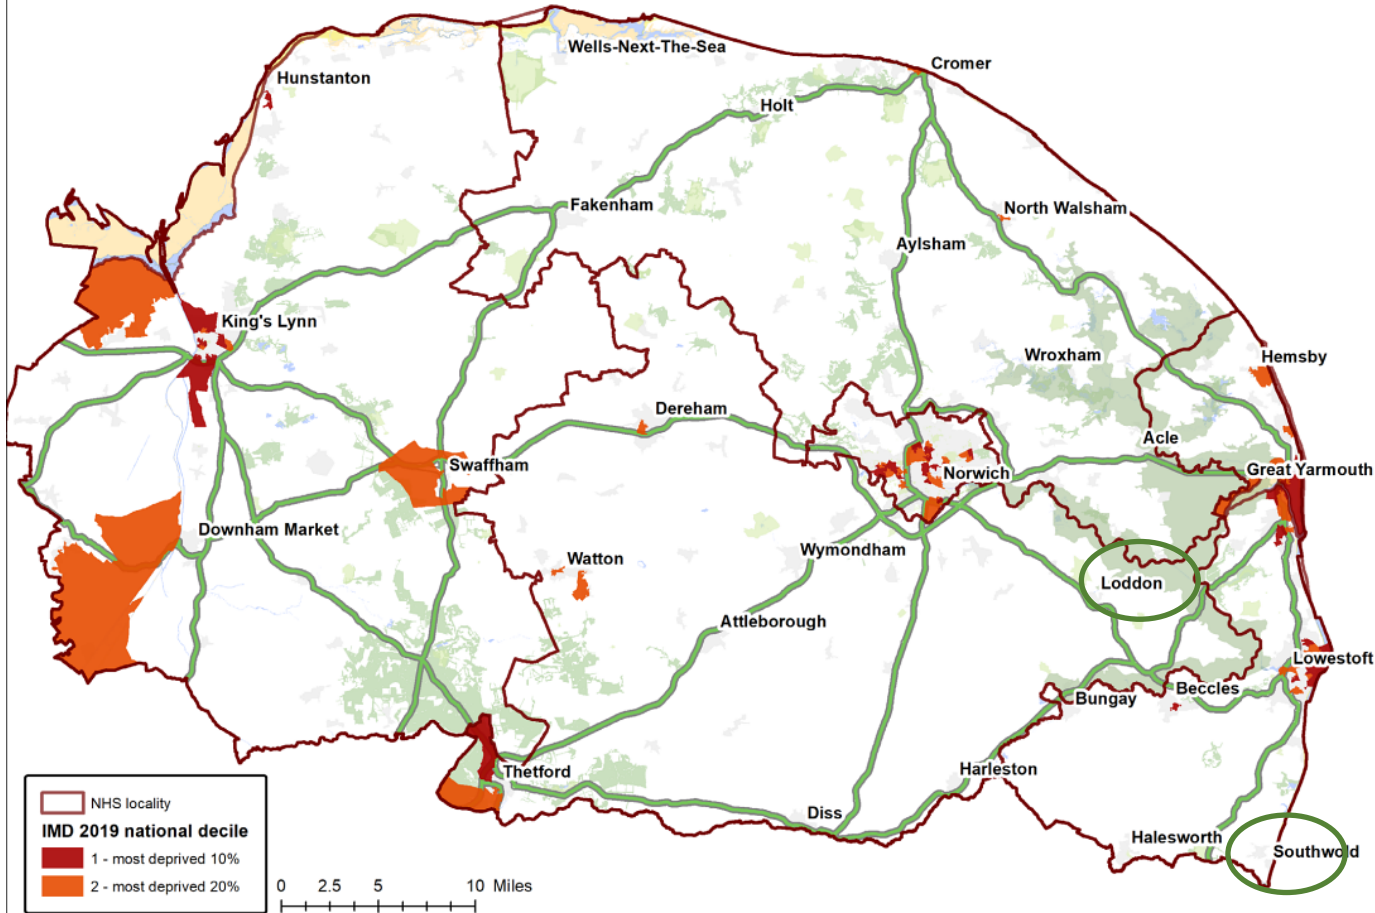 Wells-Next-The-Sea
Cromer
Hunstanton
Holt
Fakenham
North Walsham
Aylsham
King's Lynn
Wroxham
Hemsby
Dereham
Acle
Swaffham
Norwich
Great Yarmouth
Downham Market
Wymondham
Watton
Loddon
Attleborough
Lowestoft
Beccles
Bungay
Thetford
Harleston
Diss
Halesworth
Southwold
NHS locality
IMD 2019 national decile
1 - most deprived 10%
2 - most deprived 20%
0 2.5 5 10 Miles